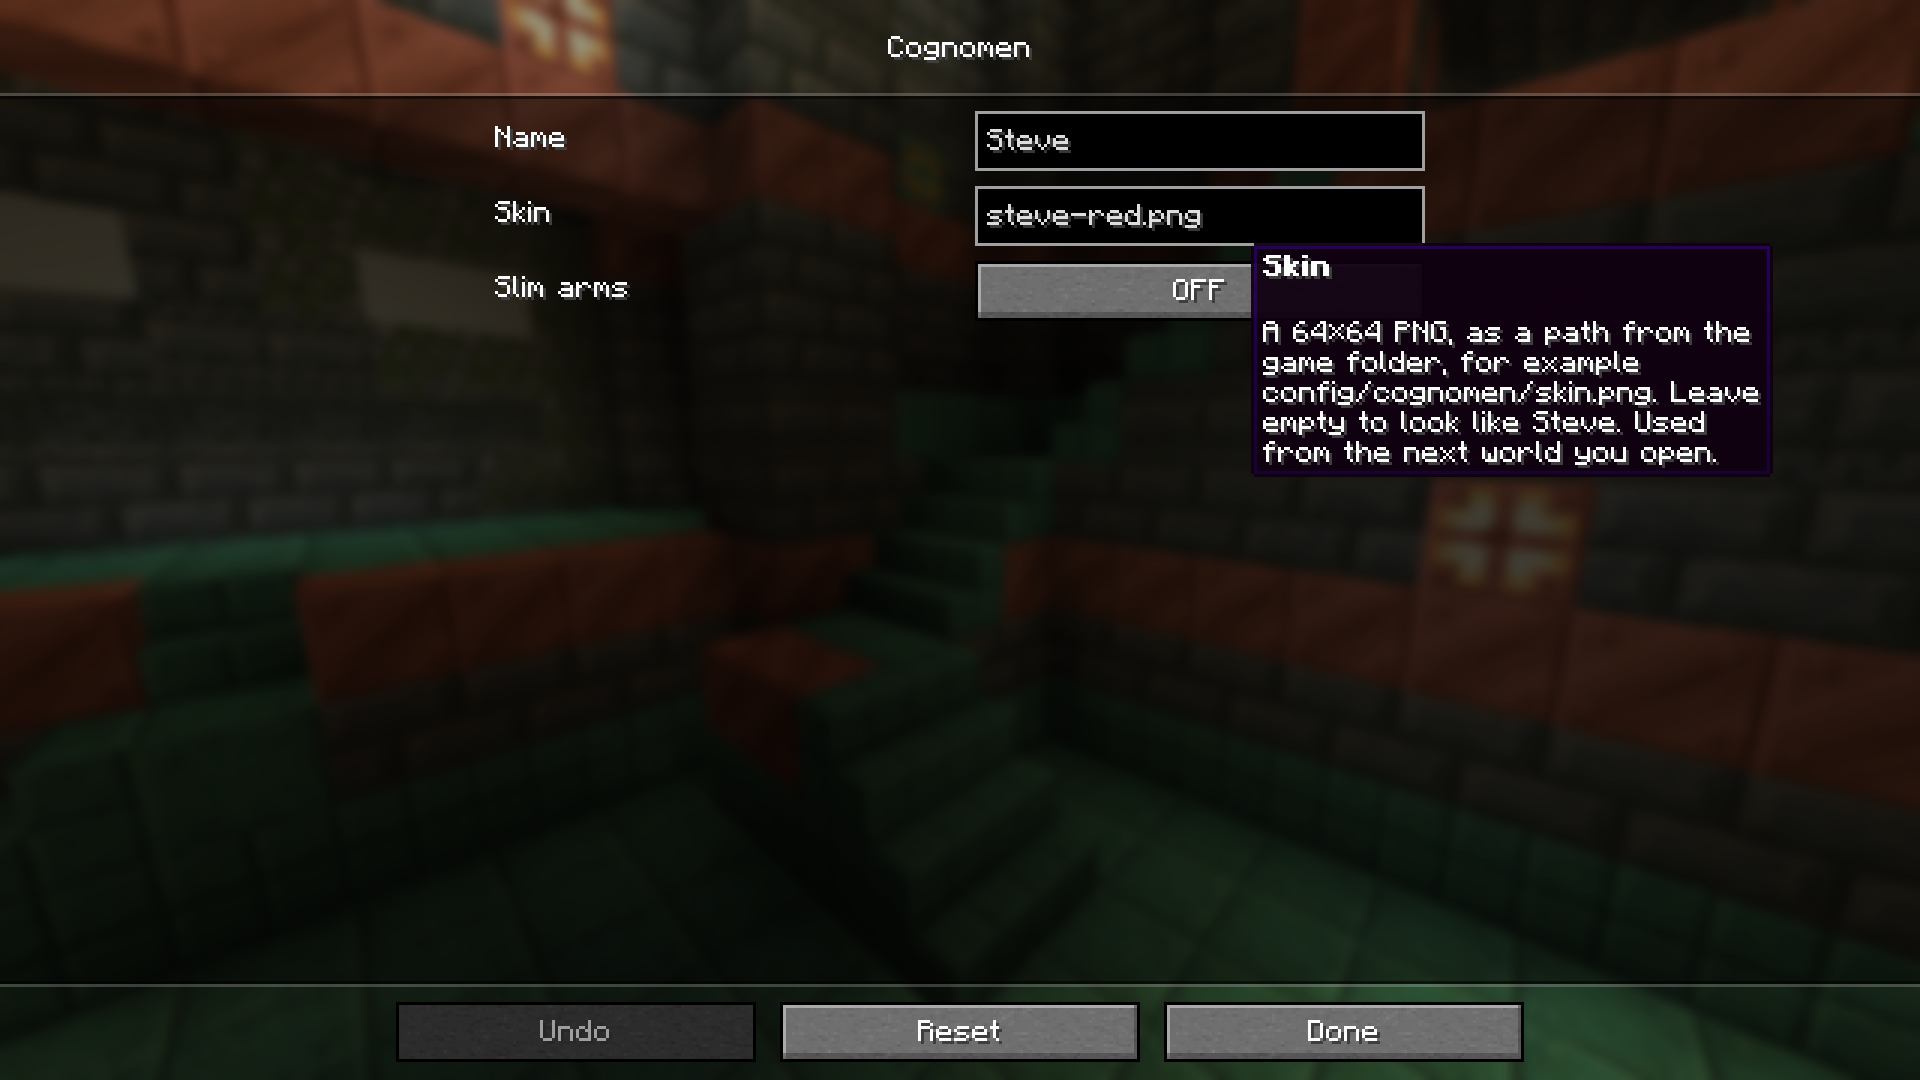 Cognomen
Name
Steve
Skin
steve-red.png
Slim arms
OFF
Skin
A 64×64 PNG, as a path from the
game folder, for example
config/cognomen/skin.png. Leave
empty to look like Steve. Used
from the next world you open.
Undo
Reset
Done